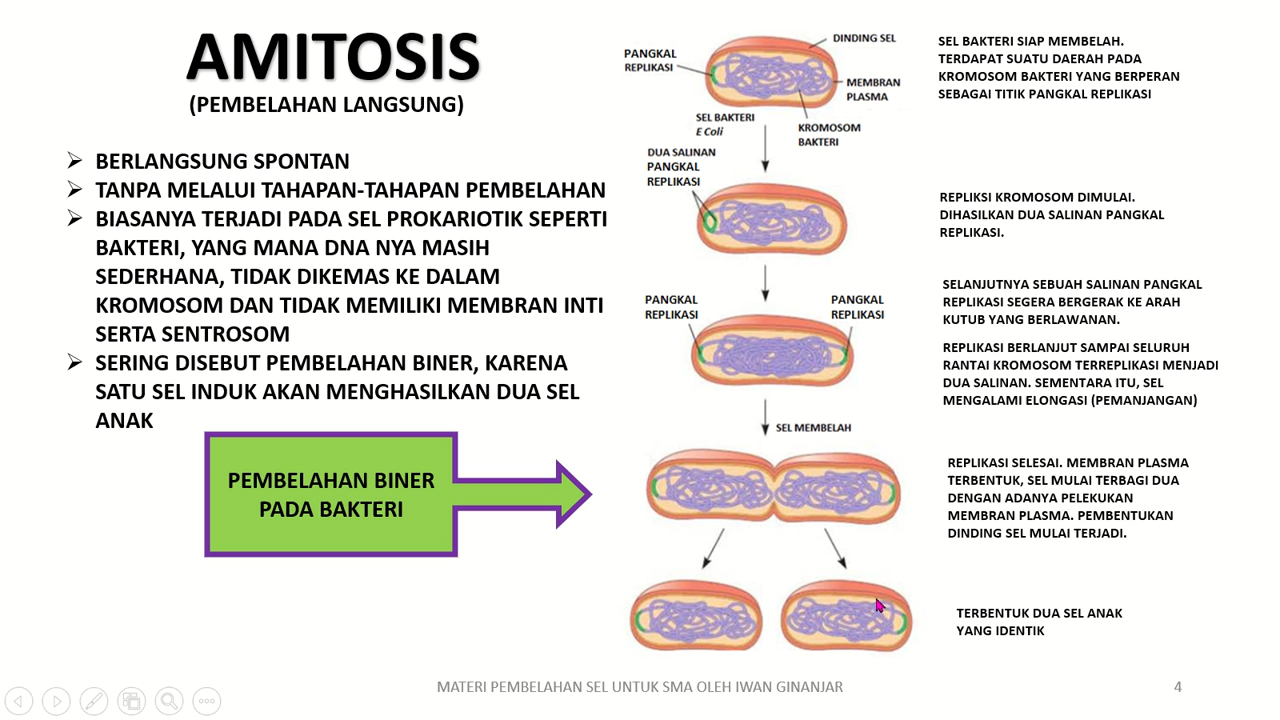 AMITOSIS
(PEMBELAHAN LANGSUNG)
BERLANGSUNG SPONTAN
TANPA MELALUI TAHAPAN-TAHAPAN PEMBELAHAN
BIASANYA TERJADI PADA SEL PROKARIOTIK SEPERTI
BAKTERI, YANG MANA DNA NYA MASIH
SEDERHANA, TIDAK DIKEMAS KE DALAM
KROMOSOM DAN TIDAK MEMILIKI MEMBRAN INTI
SERTA SENTROSOM
SERING DISEBUT PEMBELAHAN BINER, KARENA
SATU SEL INDUK AKAN MENGHASILKAN DUA SEL
ANAK
PEMBELAHAN BINER
PADA BAKTERI
DINDING SEL
PANGKAL
REPLIKASI
MEMBRAN
PLASMA
SEL BAKTERI
E Coli
KROMOSOM
BAKTERI
DUA SALINAN
PANGKAL
REPLIKASI
PANGKAL
REPLIKASI
PANGKAL
REPLIKASI
SEL MEMBELAH
SEL BAKTERI SIAP MEMBELAH.
TERDAPAT SUATU DAERAH PADA
KROMOSOM BAKTERI YANG BERPERAN
SEBAGAI TITIK PANGKAL REPLIKASI
REPLIKSI KROMOSOM DIMULAI.
DIHASILKAN DUA SALINAN PANGKAL
REPLIKASI.
SELANJUTNYA SEBUAH SALINAN PANGKAL
REPLIKASI SEGERA BERGERAK KE ARAH
KUTUB YANG BERLAWANAN.
REPLIKASI BERLANJUT SAMPAI SELURUH
RANTAI KROMOSOM TERREPLIKASI MENJADI
DUA SALINAN. SEMENTARA ITU, SEL
MENGALAMI ELONGASI (PEMANJANGAN)
REPLIKASI SELESAI. MEMBRAN PLASMA
TERBENTUK, SEL MULAI TERBAGI DUA
DENGAN ADANYA PELEKUKAN
MEMBRAN PLASMA. PEMBENTUKAN
DINDING SEL MULAI TERJADI.
TERBENTUK DUA SEL ANAK
YANG IDENTIK
MATERI PEMBELAHAN SEL UNTUK SMA OLEH IWAN GINANJAR
4